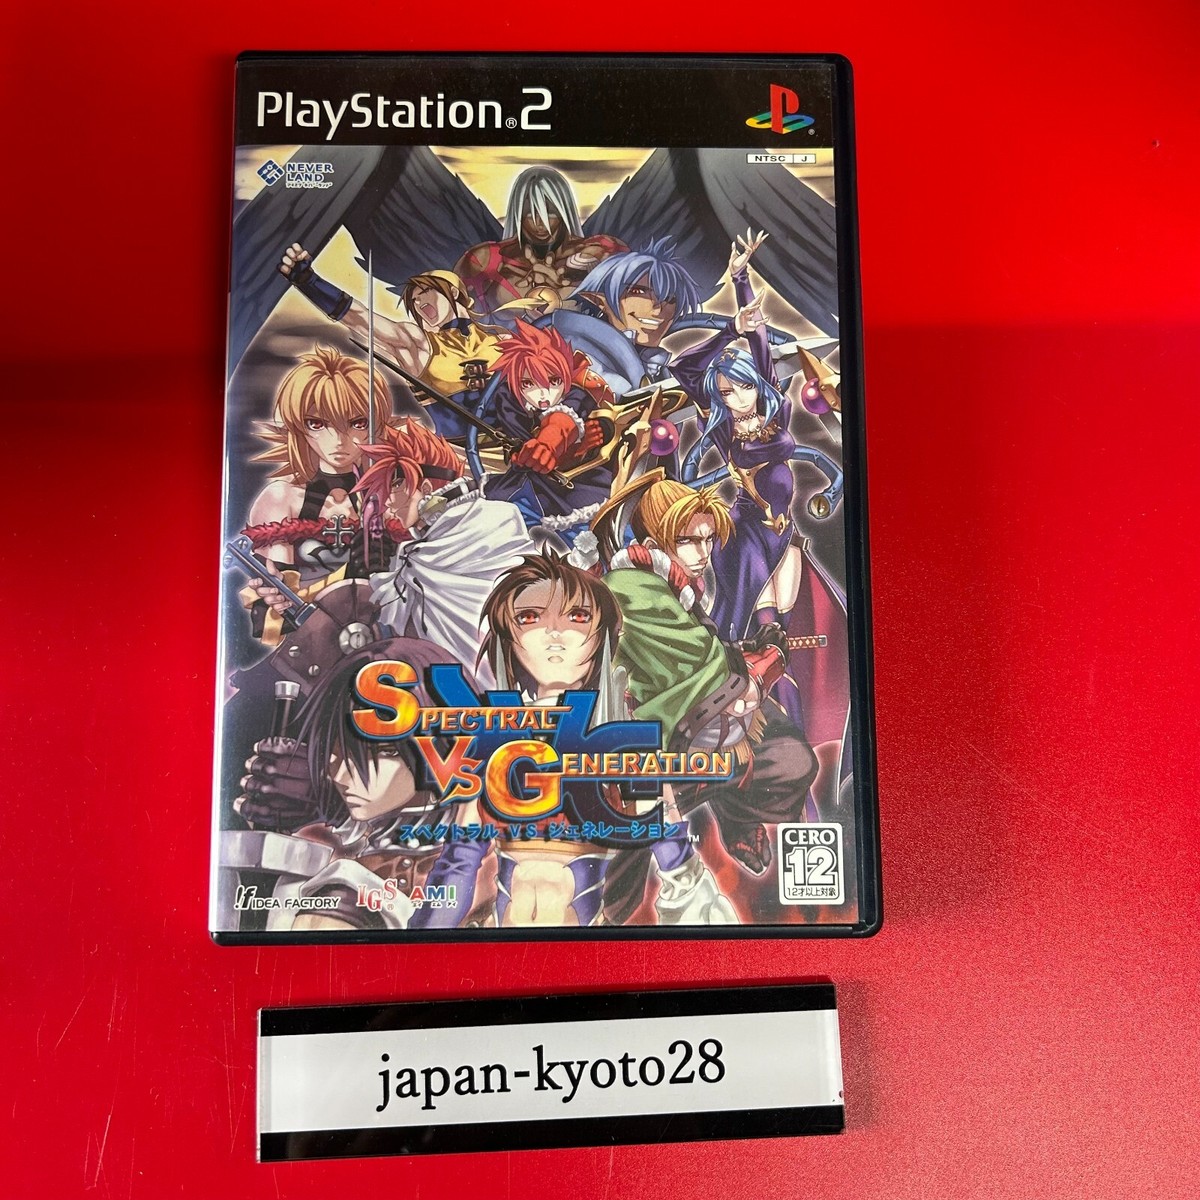 PlayStation®2
NTSC J
NEVER
LAND
SPECTRAL
VS GENERATION
スペクトラル VS ジェネレーション
TM
CERO
12
12才以上対象
IDEA FACTORY
IGS
AMI
japan-kyoto28